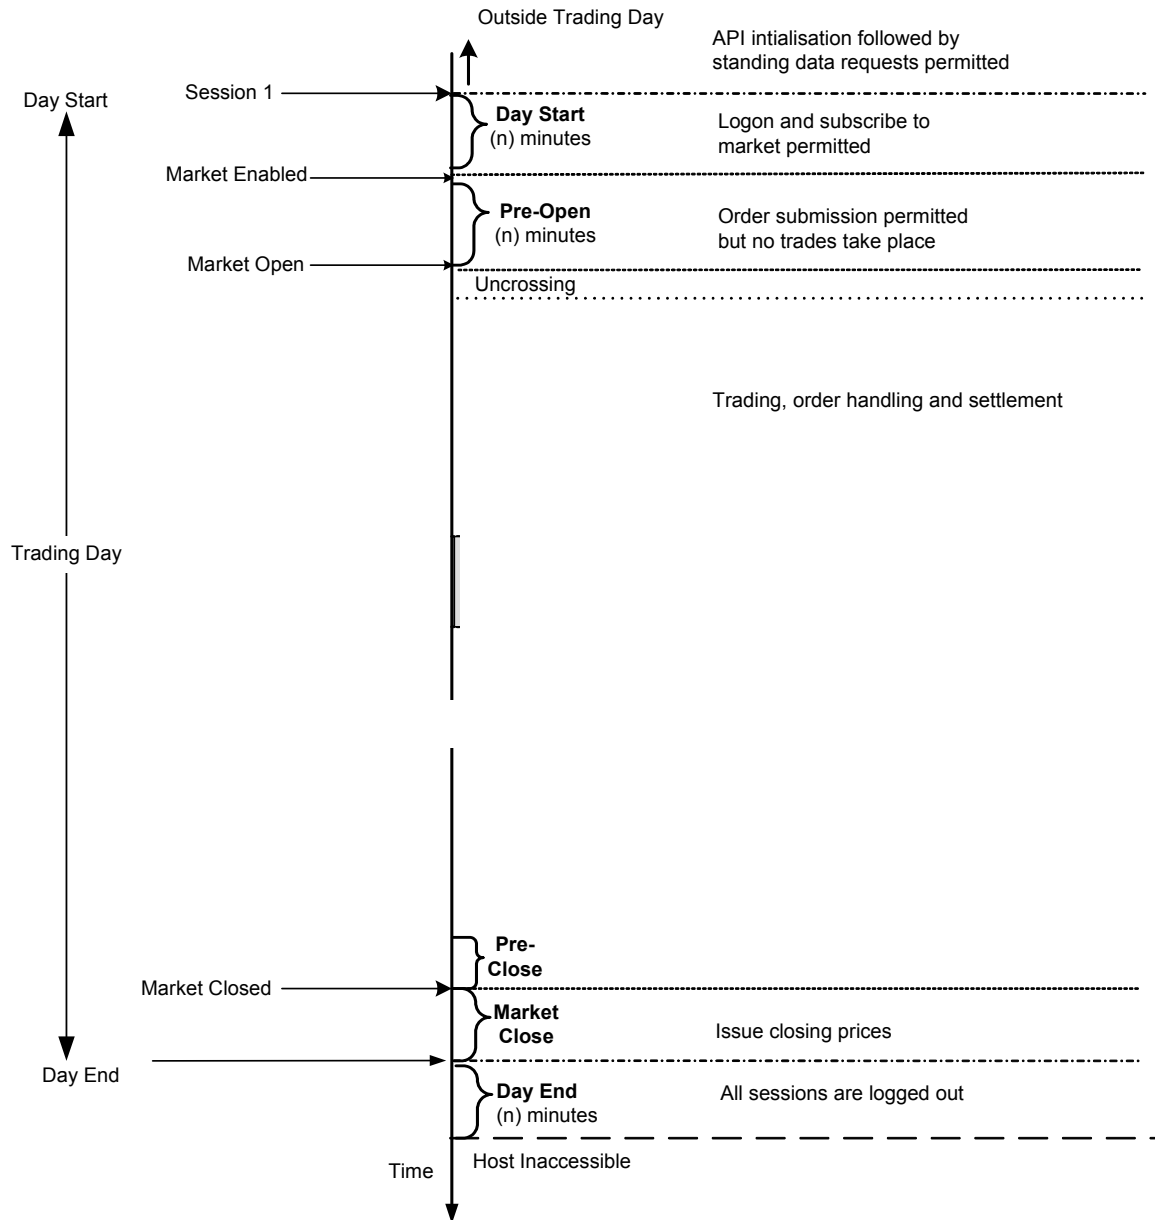 Outside Trading Day
API intialisation followed by
standing data requests permitted
Day Start
Session 1
Day Start
(n) minutes
Logon and subscribe to
market permitted
Market Enabled
Pre-Open
(n) minutes
Order submission permitted
but no trades take place
Market Open
Uncrossing
Trading, order handling and settlement
Trading Day
Pre-
Close
Market Closed
Market
Close
Issue closing prices
Day End
Day End
(n) minutes
All sessions are logged out
Time
Host Inaccessible